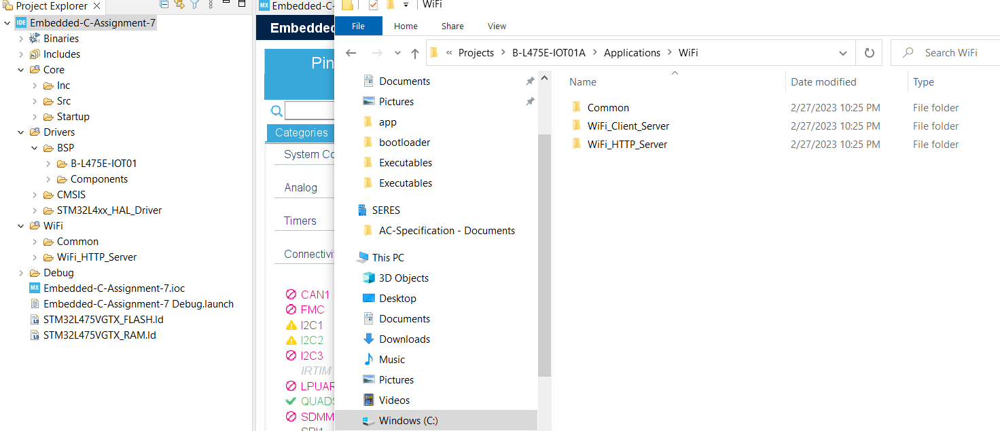 Project Explorer
Embedded-C-Assignment-7
Binaries
Includes
Core
Inc
Src
Startup
Drivers
BSP
B-L475E-IOT01
Components
CMSIS
STM32L4xx_HAL_Driver
WiFi
Common
WiFi_HTTP_Server
Debug
Embedded-C-Assignment-7.ioc
Embedded-C-Assignment-7 Debug.launch
STM32L475VGTX_FLASH.ld
STM32L475VGTX_RAM.ld
Embedded-C-
Embedded
Pin
Categories
System Co
Analog
Timers
Connectivi
CAN1
FMC
I2C1
I2C2
I2C3
IRTIM
LPUAR
QUADS
SDMM
SPI1
WiFi
File Home Share View
« Projects > B-L475E-IOT01A > Applications > WiFi
Search WiFi
Documents
Pictures
app
bootloader
Executables
Executables
SERES
AC-Specification - Documents
This PC
3D Objects
Desktop
Documents
Downloads
Music
Pictures
Videos
Windows (C:)
Name Date modified Type
Common 2/27/2023 10:25 PM File folder
WiFi_Client_Server 2/27/2023 10:25 PM File folder
WiFi_HTTP_Server 2/27/2023 10:25 PM File folder